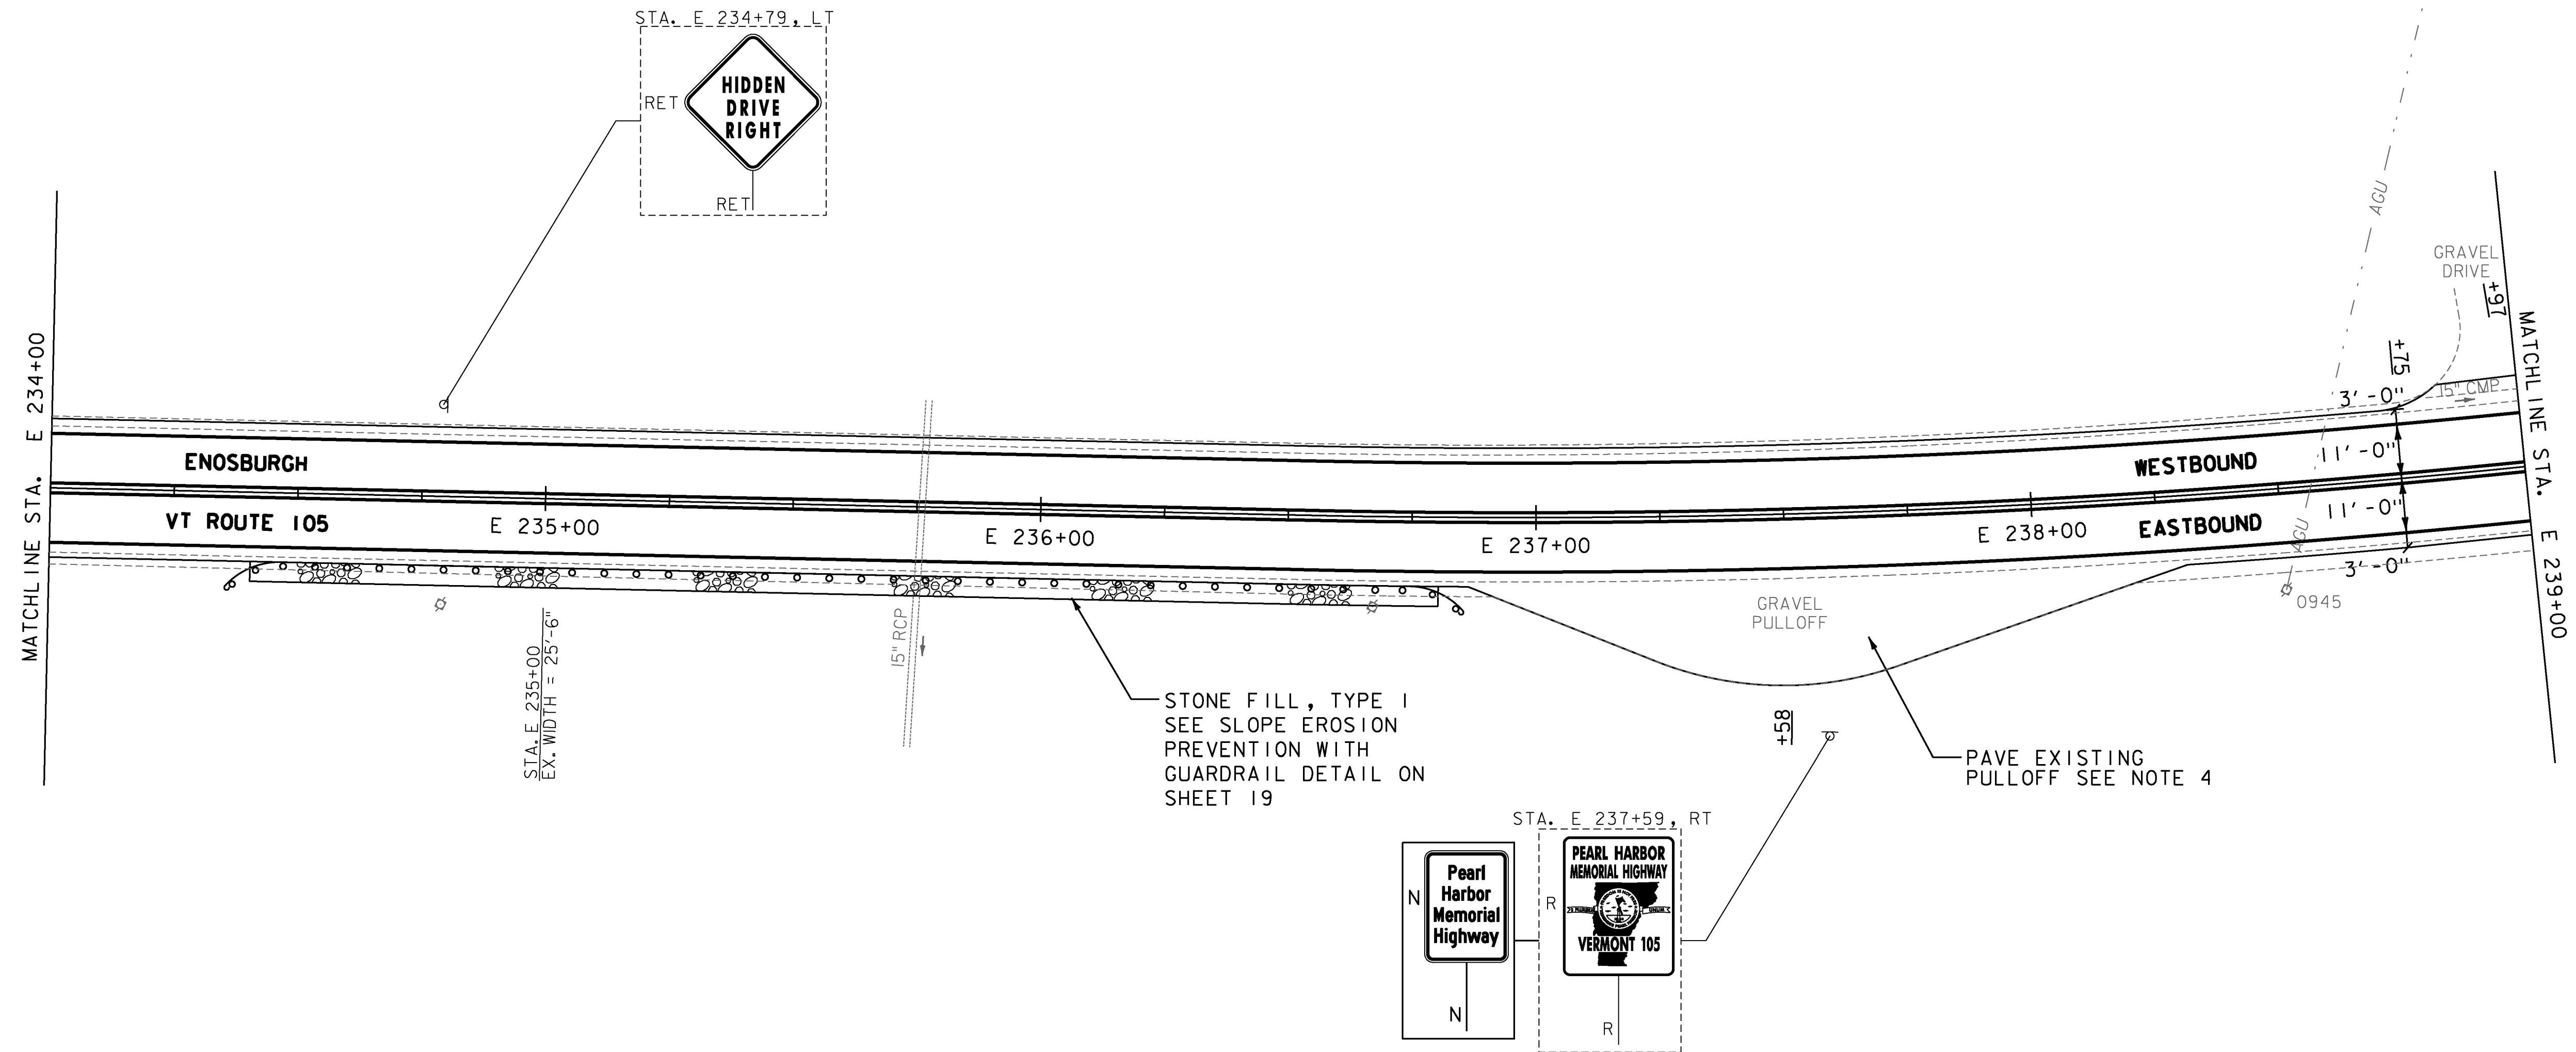 STA. E 234+79, LT
HIDDEN
DRIVE
RIGHT
RET
RET
MATCHLINE STA. E 234+00
ENOSBURGH
VT ROUTE 105
E 235+00
E 236+00
E 237+00
E 238+00
WESTBOUND
EASTBOUND
AGU
AGU
GRAVEL
DRIVE
+97
+75
3'-0"
15" CMP
11'-0"
11'-0"
3'-0"
MATCHLINE STA. E 239+00
0945
STA. E 235+00
EX. WIDTH = 25'-6"
15" RCP
STONE FILL, TYPE I
SEE SLOPE EROSION
PREVENTION WITH
GUARDRAIL DETAIL ON
SHEET 19
GRAVEL
PULLOFF
+58
PAVE EXISTING
PULLOFF SEE NOTE 4
STA. E 237+59, RT
Pearl
Harbor
Memorial
Highway
N
N
PEARL HARBOR
MEMORIAL HIGHWAY
VERMONT 105
R
R